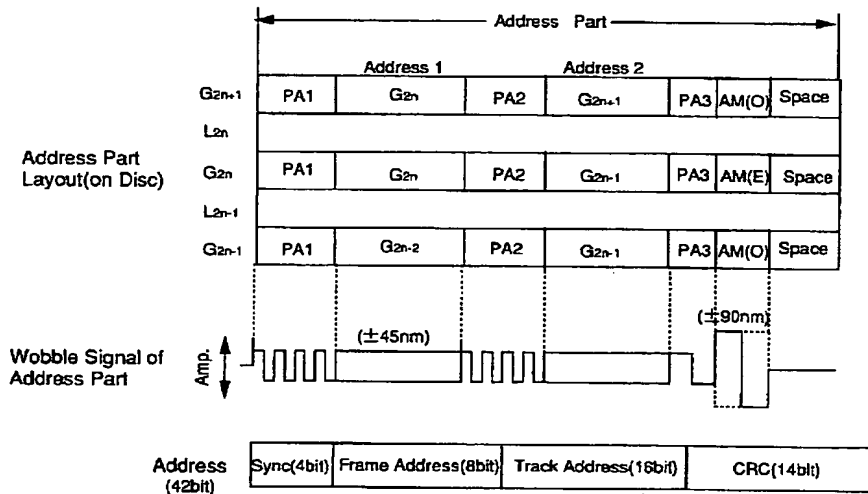 Address Part
Address 1 Address 2
G2n+1 PA1 G2n PA2 G2n+1 PA3 AM(O) Space
L2n
Address Part
Layout(on Disc)
G2n PA1 G2n PA2 G2n-1 PA3 AM(E) Space
L2n-1
G2n-1 PA1 G2n-2 PA2 G2n-1 PA3 AM(O) Space
(±45nm) (±90nm)
Wobble Signal of
Address Part
Amp.
Address
(42bit)
Sync(4bit) Frame Address(8bit) Track Address(16bit) CRC(14bit)